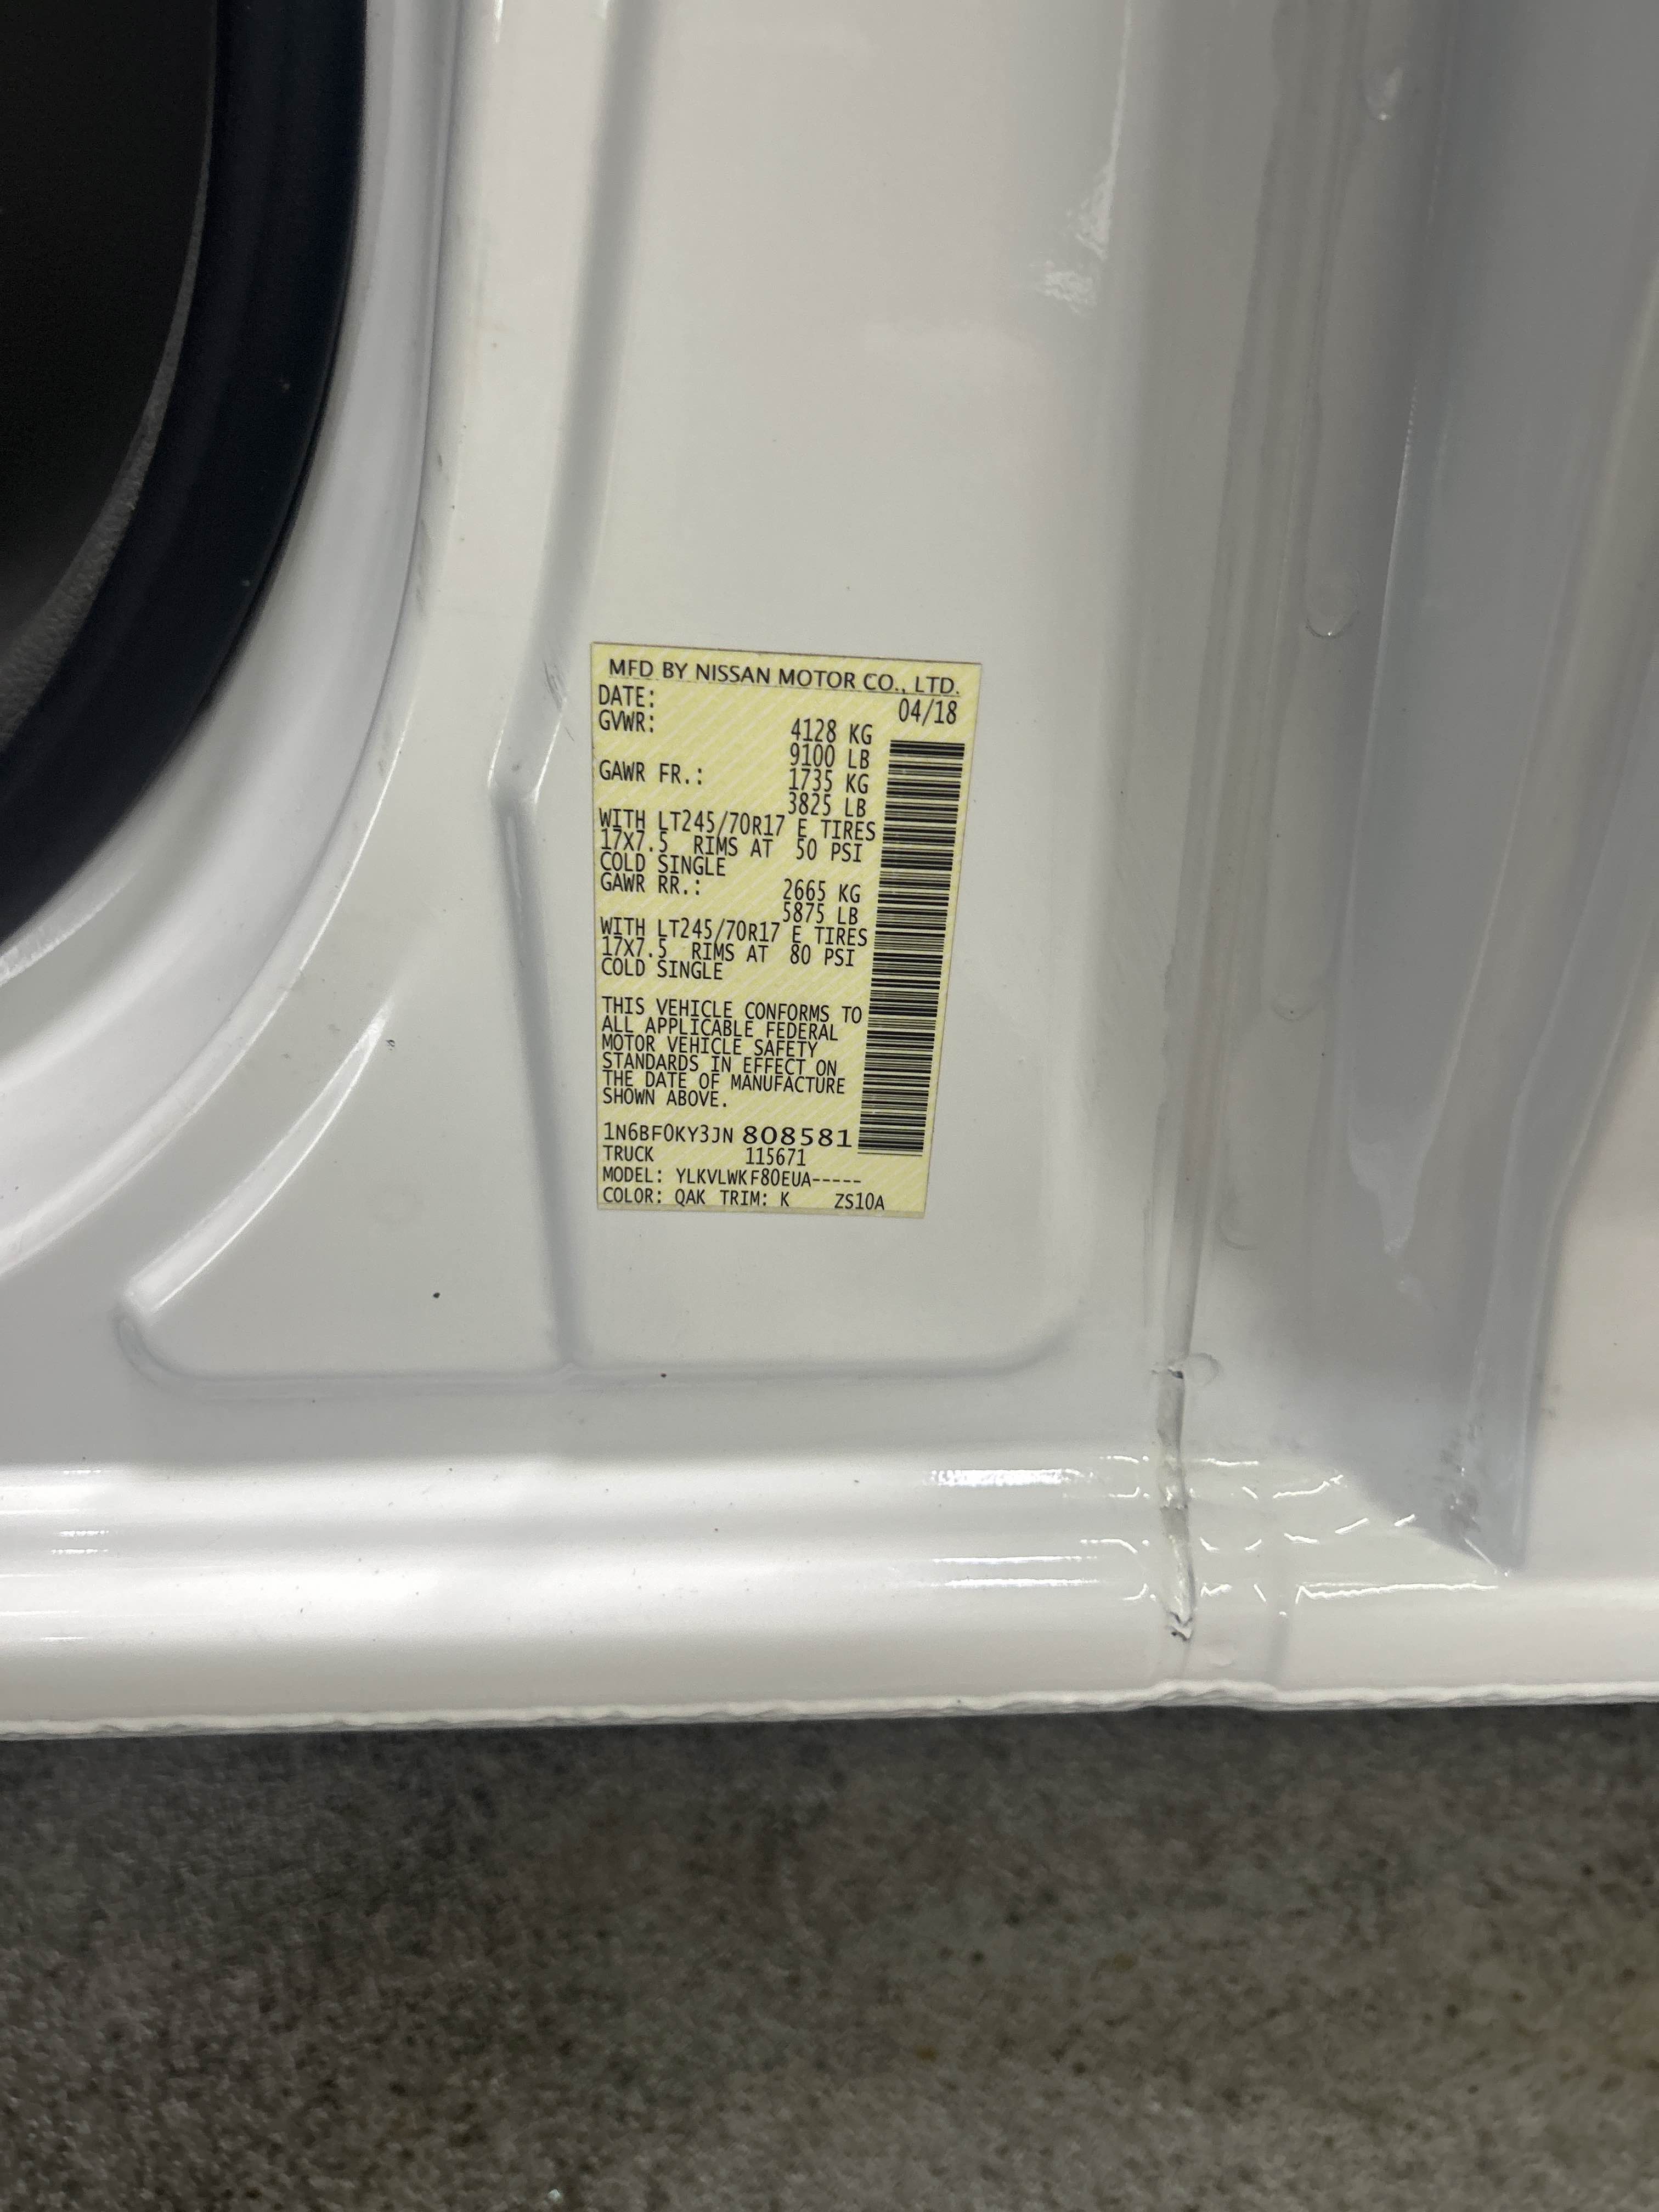 MFD BY NISSAN MOTOR CO., LTD.
DATE: 04/18
GVWR: 4128 KG
9100 LB
GAWR FR.: 1735 KG
3825 LB
WITH LT245/70R17 E TIRES
17X7.5 RIMS AT 50 PSI
COLD SINGLE
GAWR RR.: 2665 KG
5875 LB
WITH LT245/70R17 E TIRES
17X7.5 RIMS AT 80 PSI
COLD SINGLE
THIS VEHICLE CONFORMS TO
ALL APPLICABLE FEDERAL
MOTOR VEHICLE SAFETY
STANDARDS IN EFFECT ON
THE DATE OF MANUFACTURE
SHOWN ABOVE.
1N6BF0KY3JN 808581
TRUCK 115671
MODEL: YLKVLWKF80EUA-----
COLOR: QAK TRIM: K ZS10A